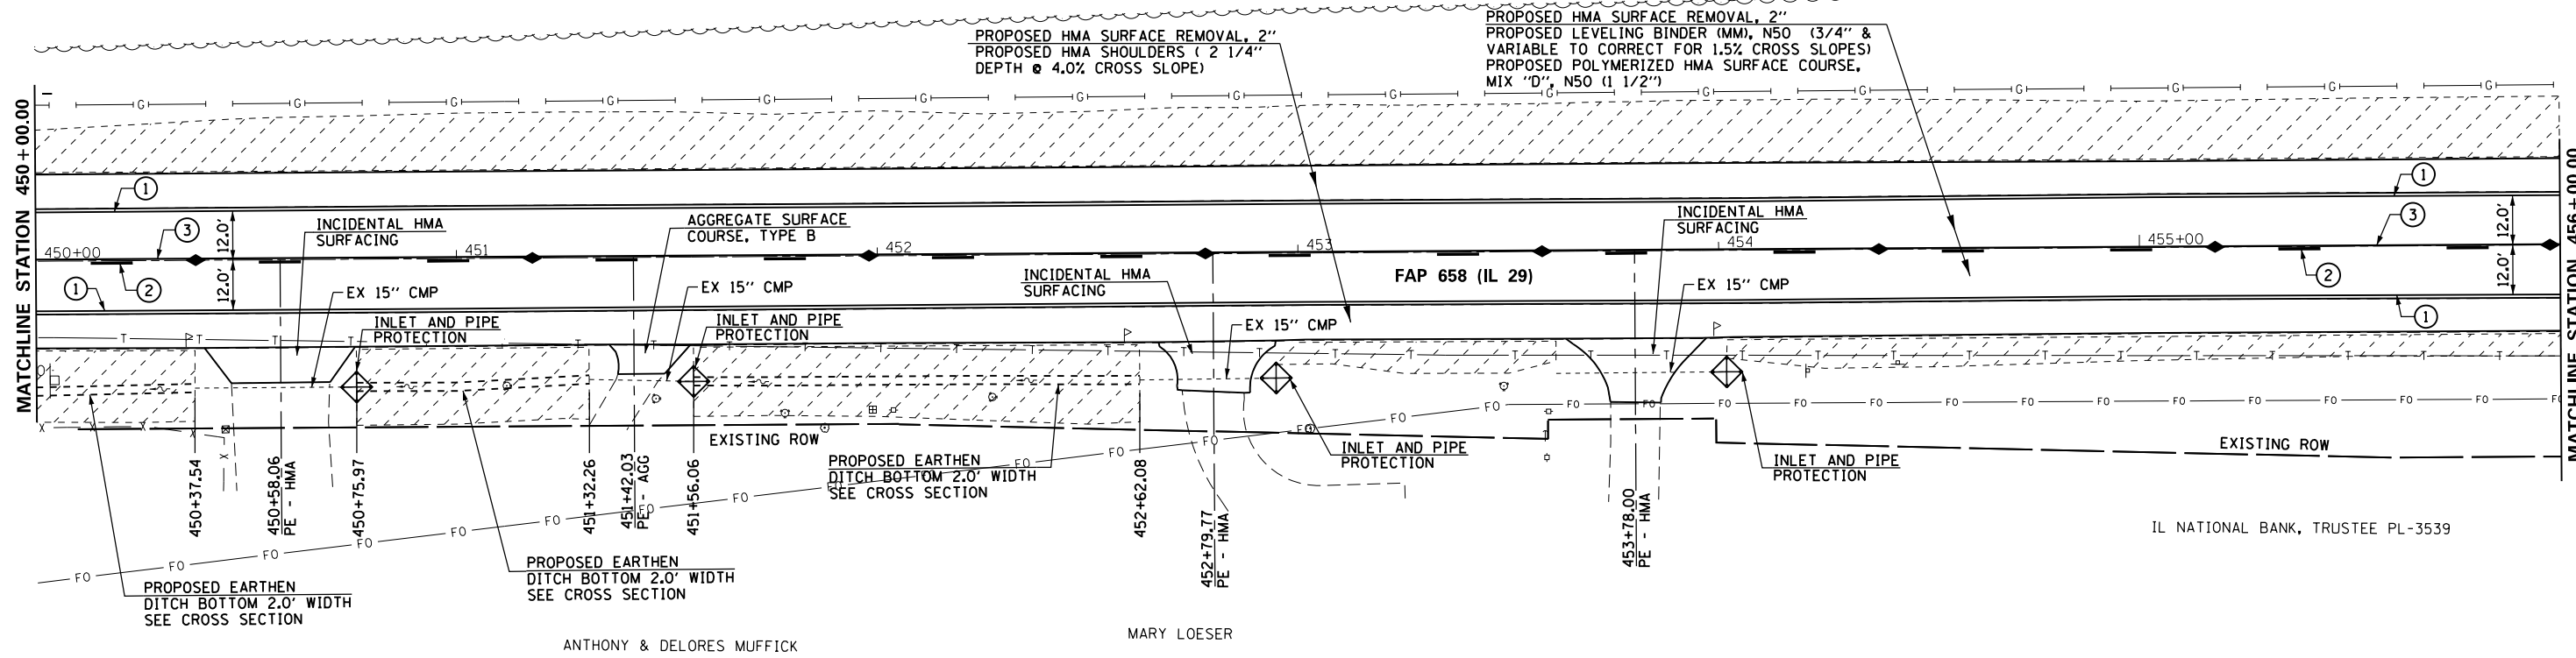 PROPOSED HMA SURFACE REMOVAL, 2"
PROPOSED HMA SHOULDERS ( 2 1/4"
DEPTH @ 4.0% CROSS SLOPE)
PROPOSED HMA SURFACE REMOVAL, 2"
PROPOSED LEVELING BINDER (MM), N50 (3/4" &
VARIABLE TO CORRECT FOR 1.5% CROSS SLOPES)
PROPOSED POLYMERIZED HMA SURFACE COURSE,
MIX "D", N50 (1 1/2")
MATCHLINE STATION 450+00.00
G G G G G G G G G G G G G G G G
1
1
3
12.0'
INCIDENTAL HMA
SURFACING
AGGREGATE SURFACE
COURSE, TYPE B
INCIDENTAL HMA
SURFACING
3
12.0'
450+00
451
452
453
454
455+00
1
2
12.0'
EX 15" CMP
EX 15" CMP
INCIDENTAL HMA
SURFACING
FAP 658 (IL 29)
EX 15" CMP
2
12.0'
1
INLET AND PIPE
PROTECTION
INLET AND PIPE
PROTECTION
EX 15" CMP
EXISTING ROW
INLET AND PIPE
PROTECTION
INLET AND PIPE
PROTECTION
EXISTING ROW
MATCHLINE STATION 456+00.00
PROPOSED EARTHEN
DITCH BOTTOM 2.0' WIDTH
SEE CROSS SECTION
450+37.54
450+58.06
PE - HMA
450+75.97
451+32.26
451+42.03
PE - AGG
451+56.06
452+62.08
452+79.77
PE - HMA
453+78.00
PE - HMA
IL NATIONAL BANK, TRUSTEE PL-3539
PROPOSED EARTHEN
DITCH BOTTOM 2.0' WIDTH
SEE CROSS SECTION
PROPOSED EARTHEN
DITCH BOTTOM 2.0' WIDTH
SEE CROSS SECTION
MARY LOESER
ANTHONY & DELORES MUFFICK